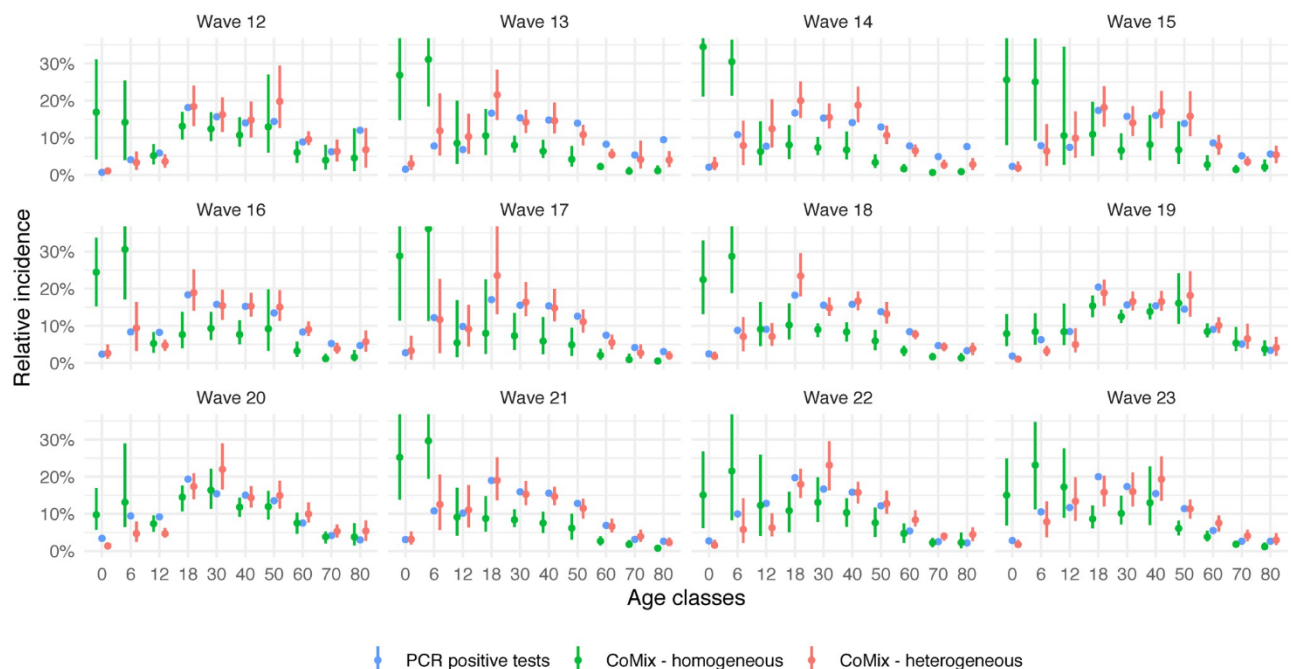 Wave 12 Wave 13 Wave 14 Wave 15
30%
20%
10%
0%
Wave 16 Wave 17 Wave 18 Wave 19
30%
20%
10%
0%
Wave 20 Wave 21 Wave 22 Wave 23
30%
20%
10%
0%
Relative incidence
0 6 12 18 30 40 50 60 70 80 0 6 12 18 30 40 50 60 70 80 0 6 12 18 30 40 50 60 70 80 0 6 12 18 30 40 50 60 70 80
Age classes
PCR positive tests CoMix - homogeneous CoMix - heterogeneous